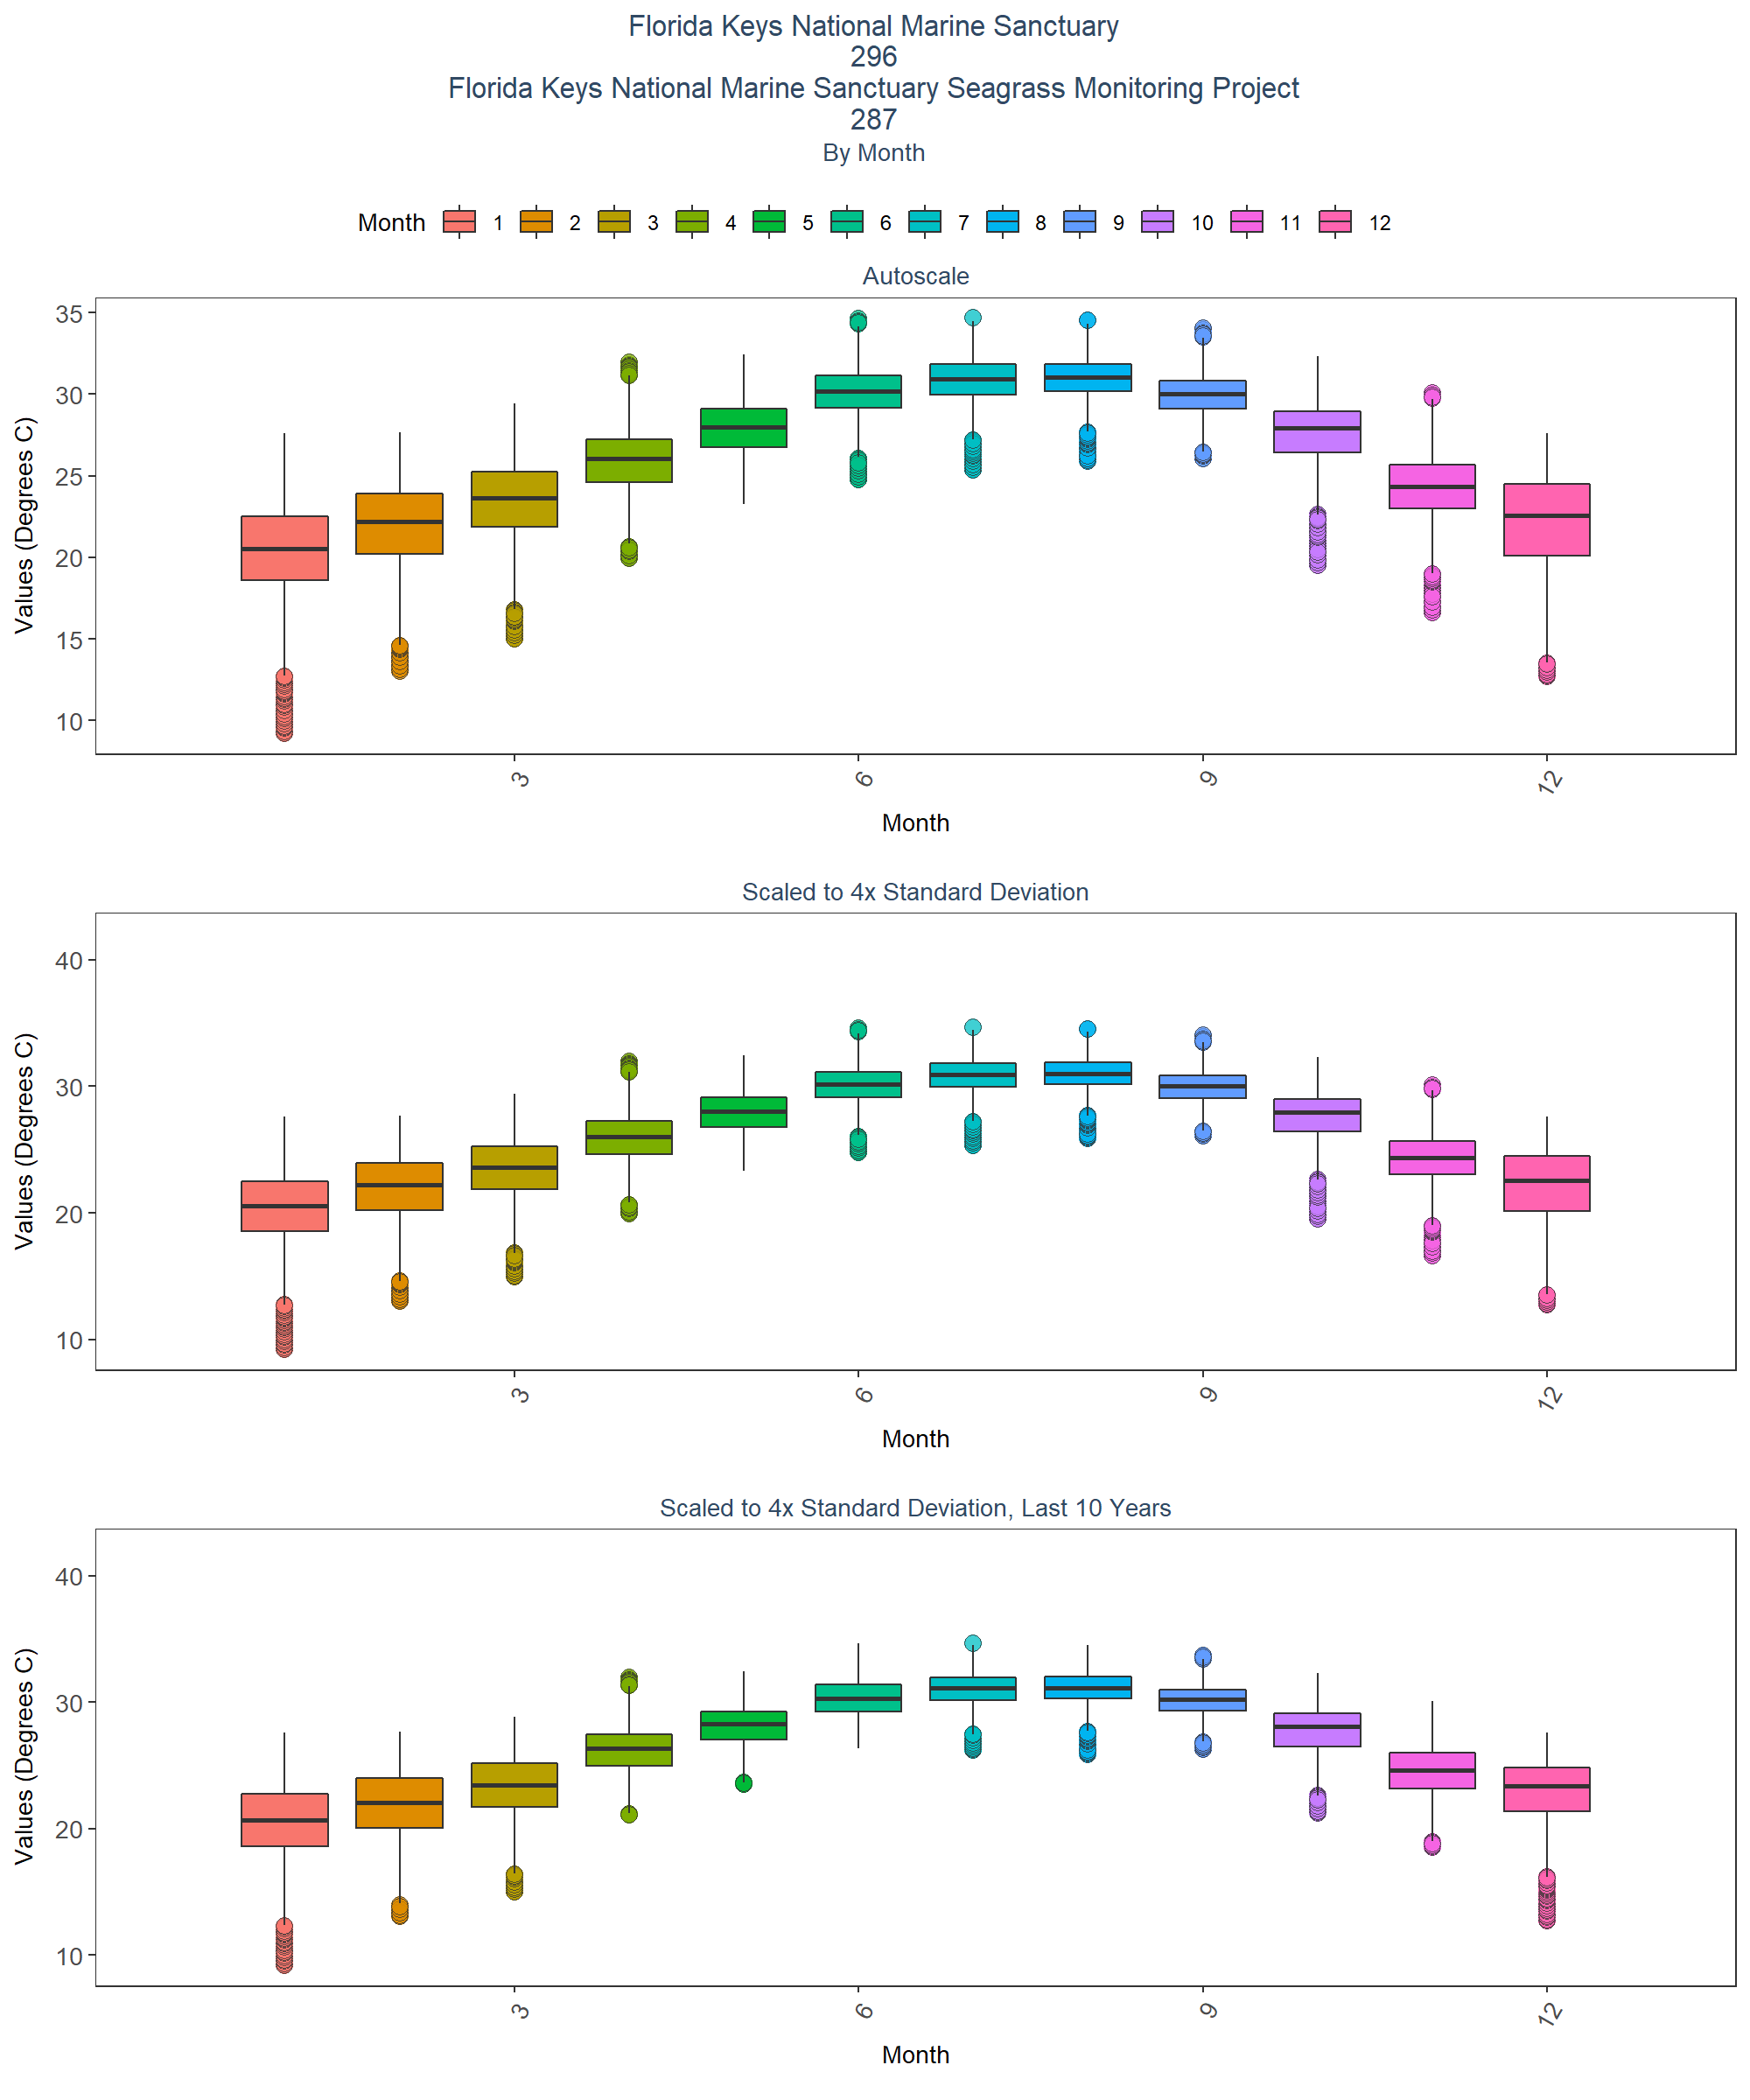 Florida Keys National Marine Sanctuary
296
Florida Keys National Marine Sanctuary Seagrass Monitoring Project
287
By Month
Month 1 2 3 4 5 6 7 8 9 10 11 12
Autoscale
Values (Degrees C)
35
30
25
20
15
10
3 6 9 12
Month
Scaled to 4x Standard Deviation
Values (Degrees C)
40
30
20
10
3 6 9 12
Month
Scaled to 4x Standard Deviation, Last 10 Years
Values (Degrees C)
40
30
20
10
3 6 9 12
Month